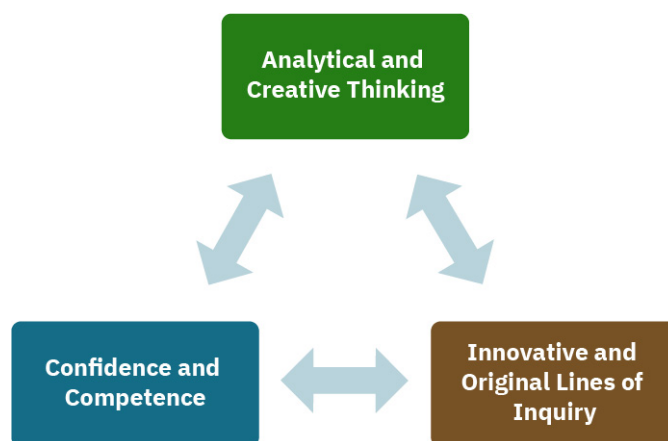 Analytical and
Creative Thinking
Confidence and
Competence
Innovative and
Original Lines of
Inquiry